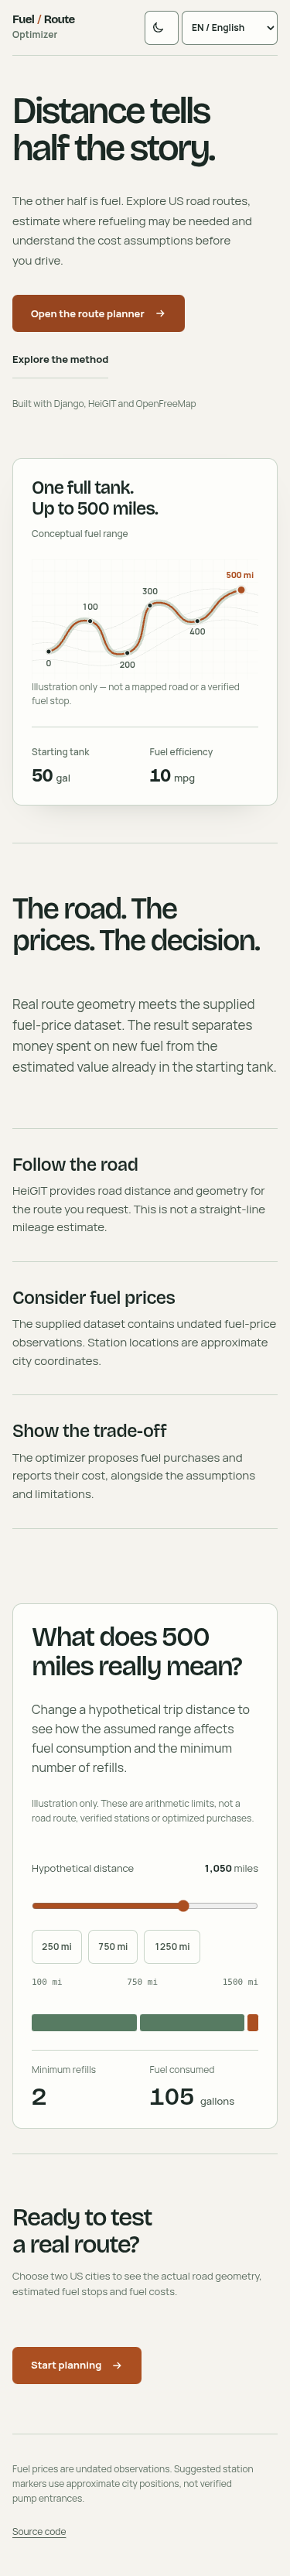 Fuel / Route
Optimizer
EN / English
Distance tells
half the story.
The other half is fuel. Explore US road routes,
estimate where refueling may be needed and
understand the cost assumptions before
you drive.
Open the route planner →
Explore the method
Built with Django, HeiGIT and OpenFreeMap
One full tank.
Up to 500 miles.
Conceptual fuel range
500 mi
300
100
400
0
200
Illustration only — not a mapped road or a verified
fuel stop.
Starting tank
Fuel efficiency
50 gal
10 mpg
The road. The
prices. The decision.
Real route geometry meets the supplied
fuel-price dataset. The result separates
money spent on new fuel from the
estimated value already in the starting tank.
Follow the road
HeiGIT provides road distance and geometry for
the route you request. This is not a straight-line
mileage estimate.
Consider fuel prices
The supplied dataset contains undated fuel-price
observations. Station locations are approximate
city coordinates.
Show the trade-off
The optimizer proposes fuel purchases and
reports their cost, alongside the assumptions
and limitations.
What does 500
miles really mean?
Change a hypothetical trip distance to
see how the assumed range affects
fuel consumption and the minimum
number of refills.
Illustration only. These are arithmetic limits, not a
road route, verified stations or optimized purchases.
Hypothetical distance
1,050 miles
250 mi
750 mi
1250 mi
100 mi
750 mi
1500 mi
Minimum refills
Fuel consumed
2
105 gallons
Ready to test
a real route?
Choose two US cities to see the actual road geometry,
estimated fuel stops and fuel costs.
Start planning →
Fuel prices are undated observations. Suggested station
markers use approximate city positions, not verified
pump entrances.
Source code